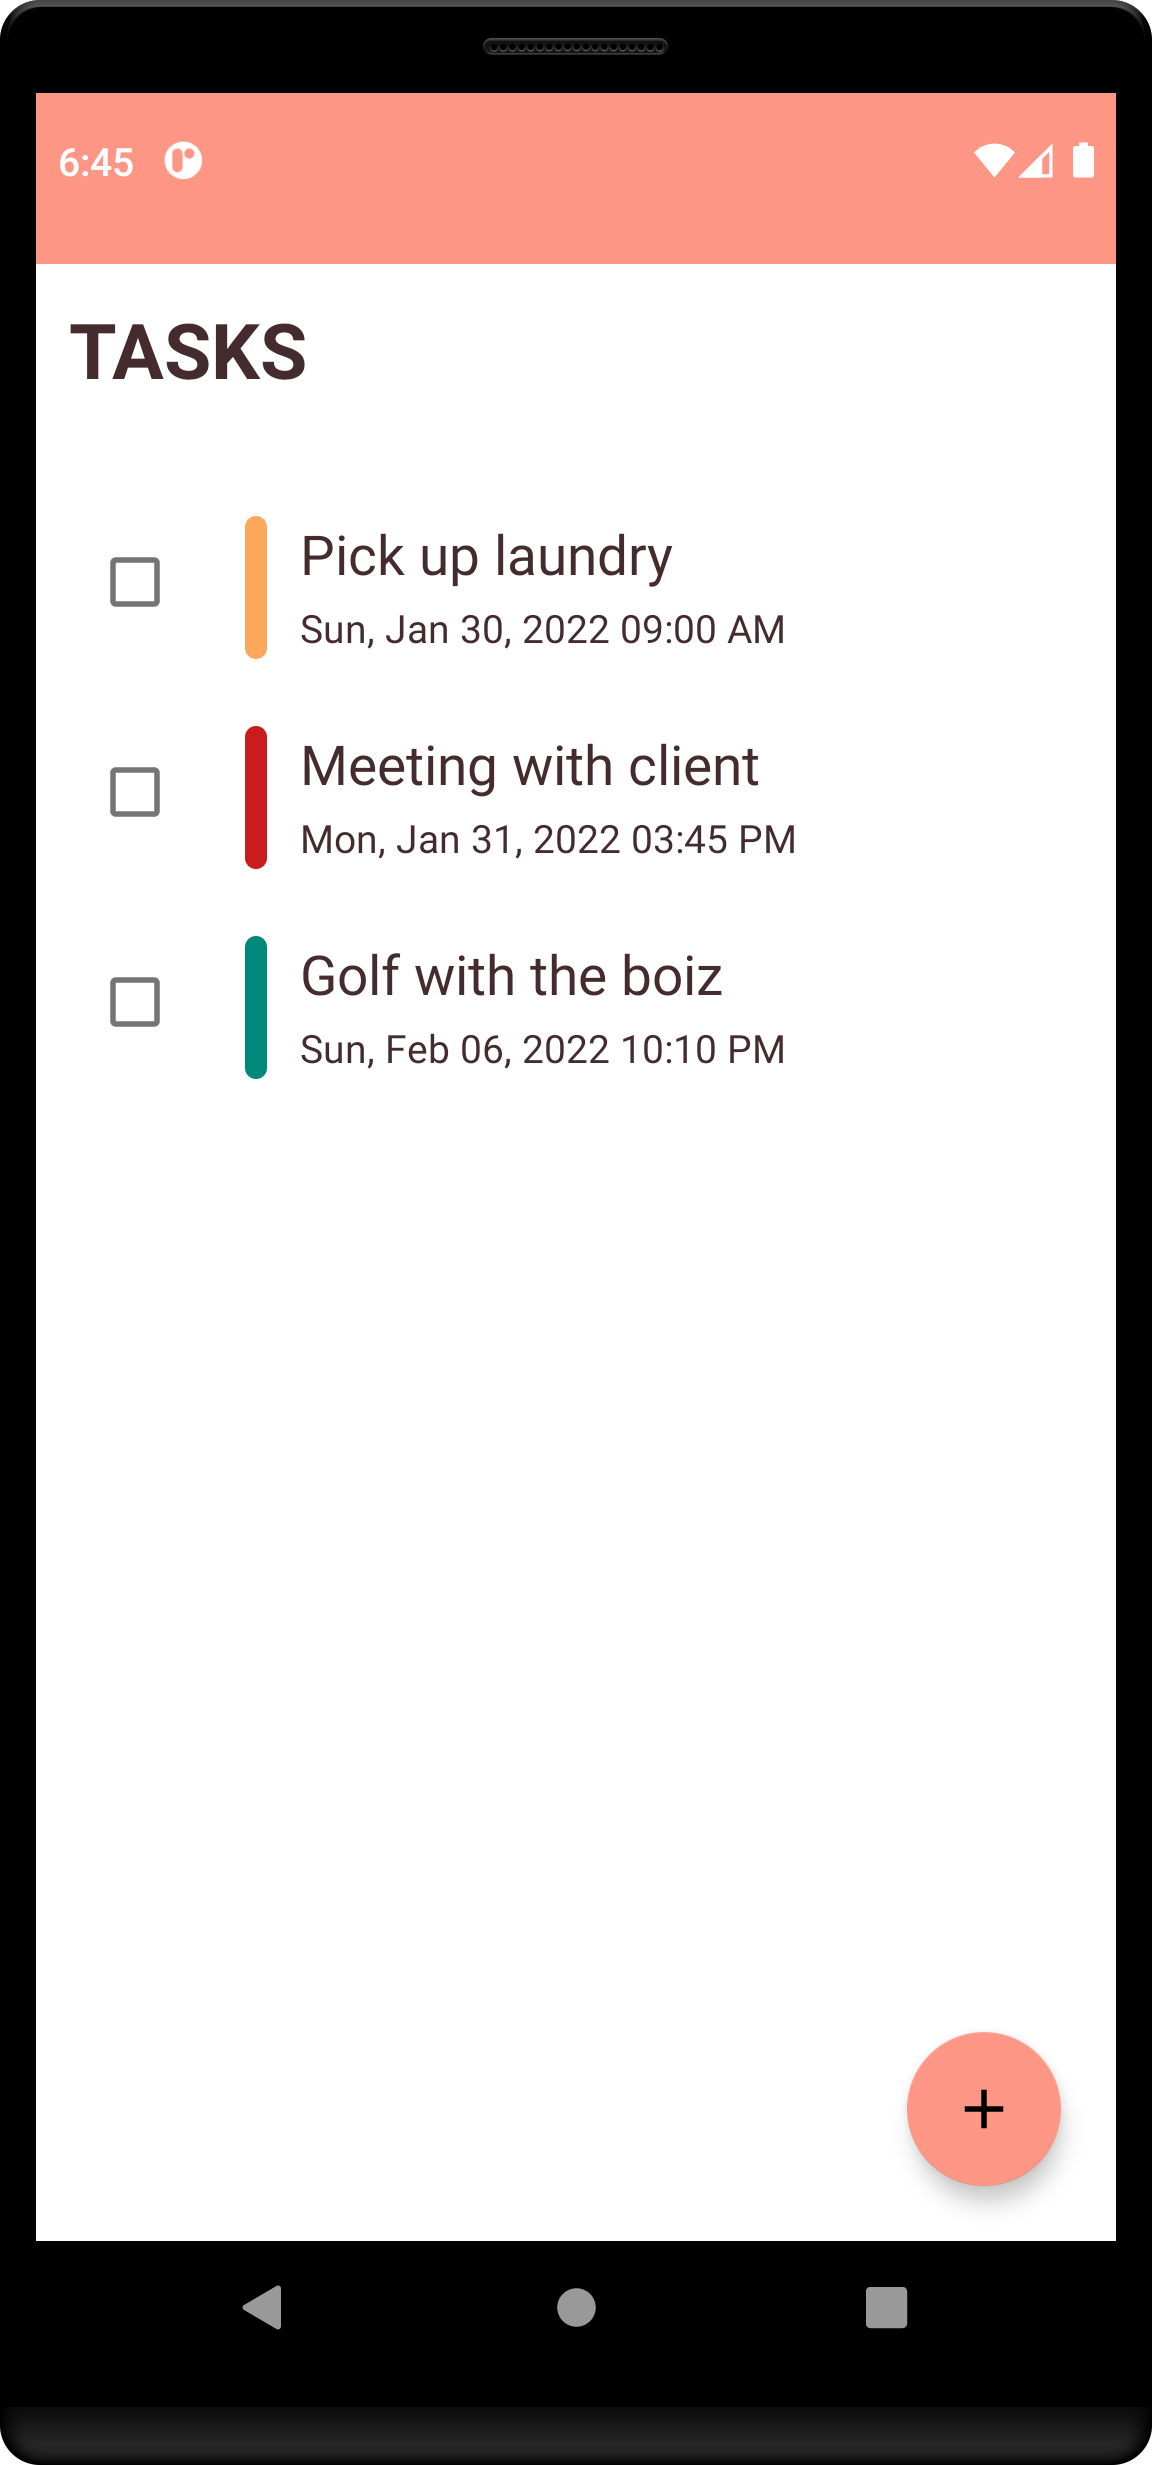 6:45
TASKS
Pick up laundry
Sun, Jan 30, 2022 09:00 AM
Meeting with client
Mon, Jan 31, 2022 03:45 PM
Golf with the boiz
Sun, Feb 06, 2022 10:10 PM